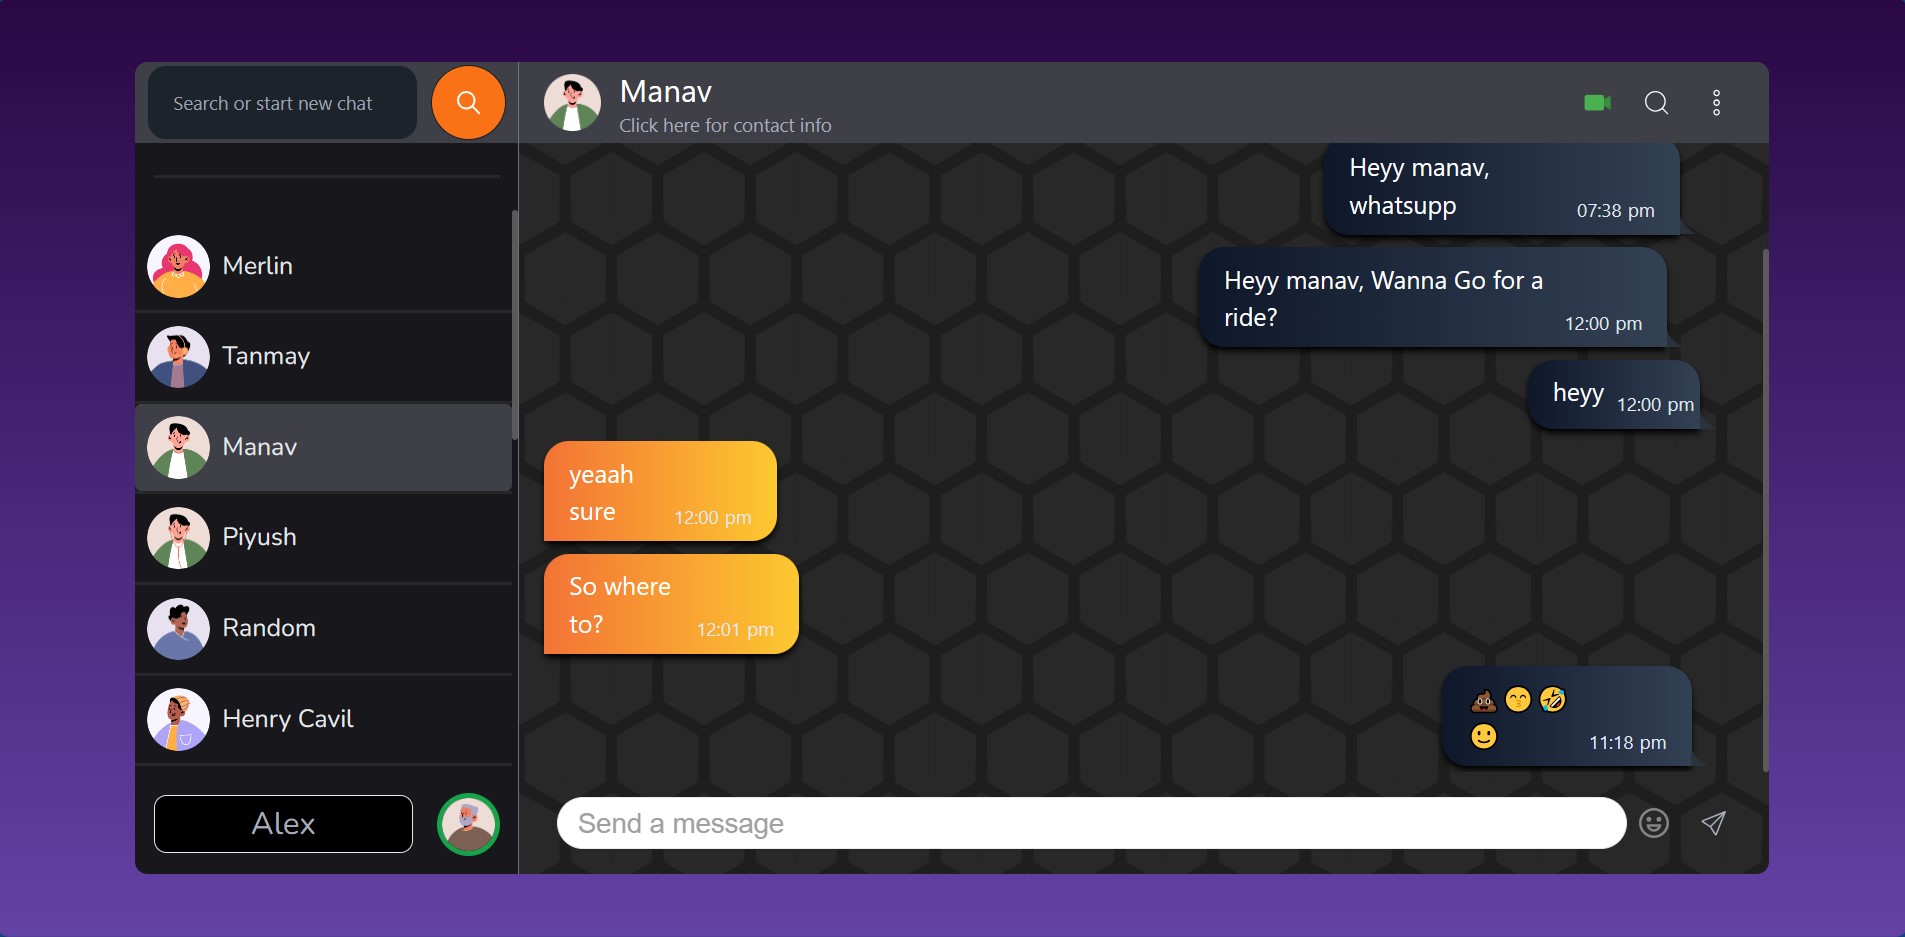 Search or start new chat
Merlin
Tanmay
Manav
Piyush
Random
Henry Cavil
Alex
Manav
Click here for contact info
Heyy manav,
whatsupp
07:38 pm
Heyy manav, Wanna Go for a
ride?
12:00 pm
heyy
12:00 pm
yeaah
sure
12:00 pm
So where
to?
12:01 pm
💩😙🤣
🙂
11:18 pm
Send a message